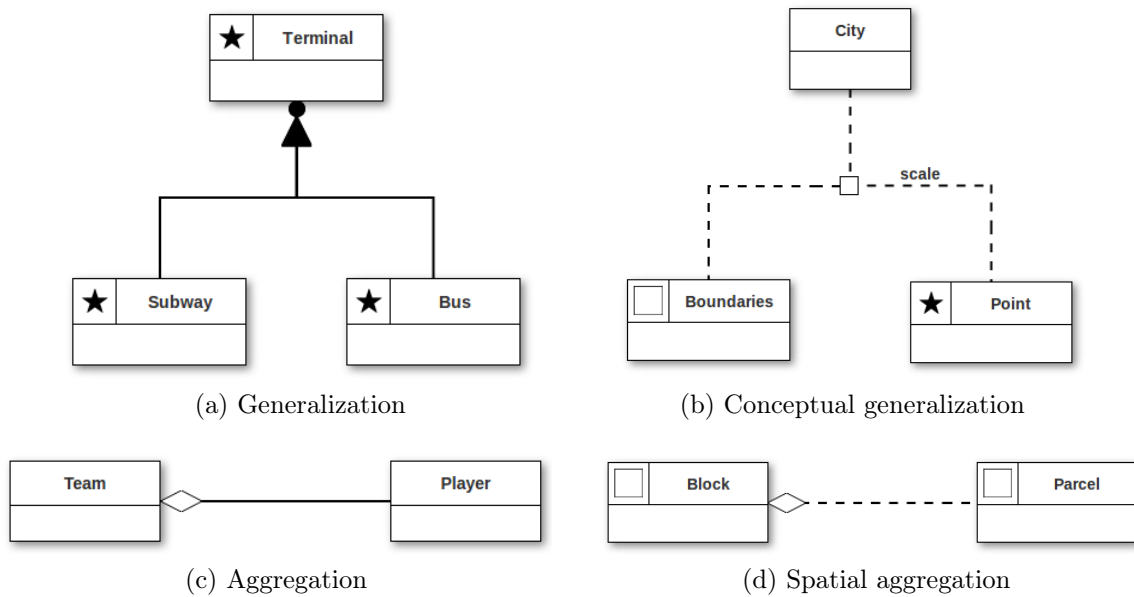 Terminal
Subway
Bus
(a) Generalization
City
scale
Boundaries
Point
(b) Conceptual generalization
Team
Player
(c) Aggregation
Block
Parcel
(d) Spatial aggregation